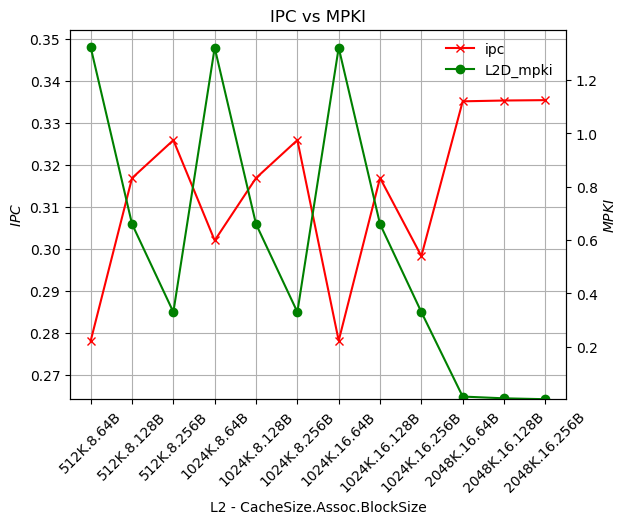 IPC vs MPKI
0.35
0.34
0.33
0.32
0.31
0.30
0.29
0.28
0.27
IPC
ipc
L2D_mpki
1.2
1.0
0.8
0.6
0.4
0.2
MPKI
512K.8.64B
512K.8.128B
512K.8.256B
1024K.8.64B
1024K.8.128B
1024K.8.256B
1024K.16.64B
1024K.16.128B
1024K.16.256B
2048K.16.64B
2048K.16.128B
2048K.16.256B
L2 - CacheSize.Assoc.BlockSize